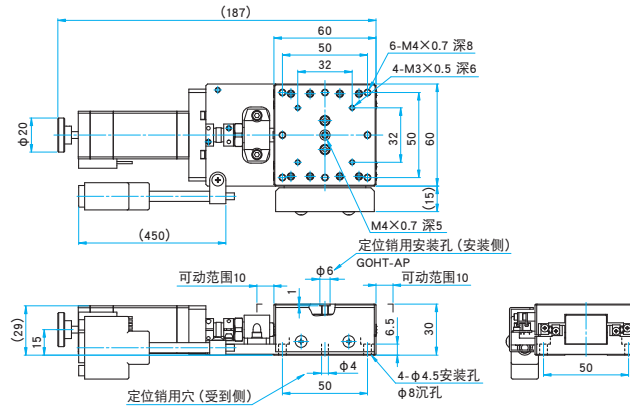 (187)
60
50
6-M4×0.7 深8
4-M3×0.5 深6
32
φ20
32
50
60
(15)
M4×0.7 深5
(450)
定位销用安装孔 (安装侧)
φ6
GOHT-AP
可动范围10
可动范围10
1
(29)
15
6.5
30
φ4
50
4-φ4.5安装孔
φ8沉孔
定位销用穴 (受到侧)
50